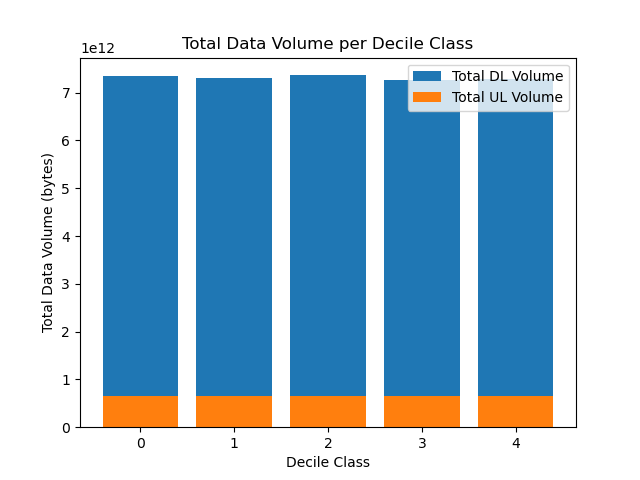 Total Data Volume per Decile Class
1e12
Total DL Volume
Total UL Volume
7
6
5
4
3
2
1
0
Total Data Volume (bytes)
0 1 2 3 4
Decile Class